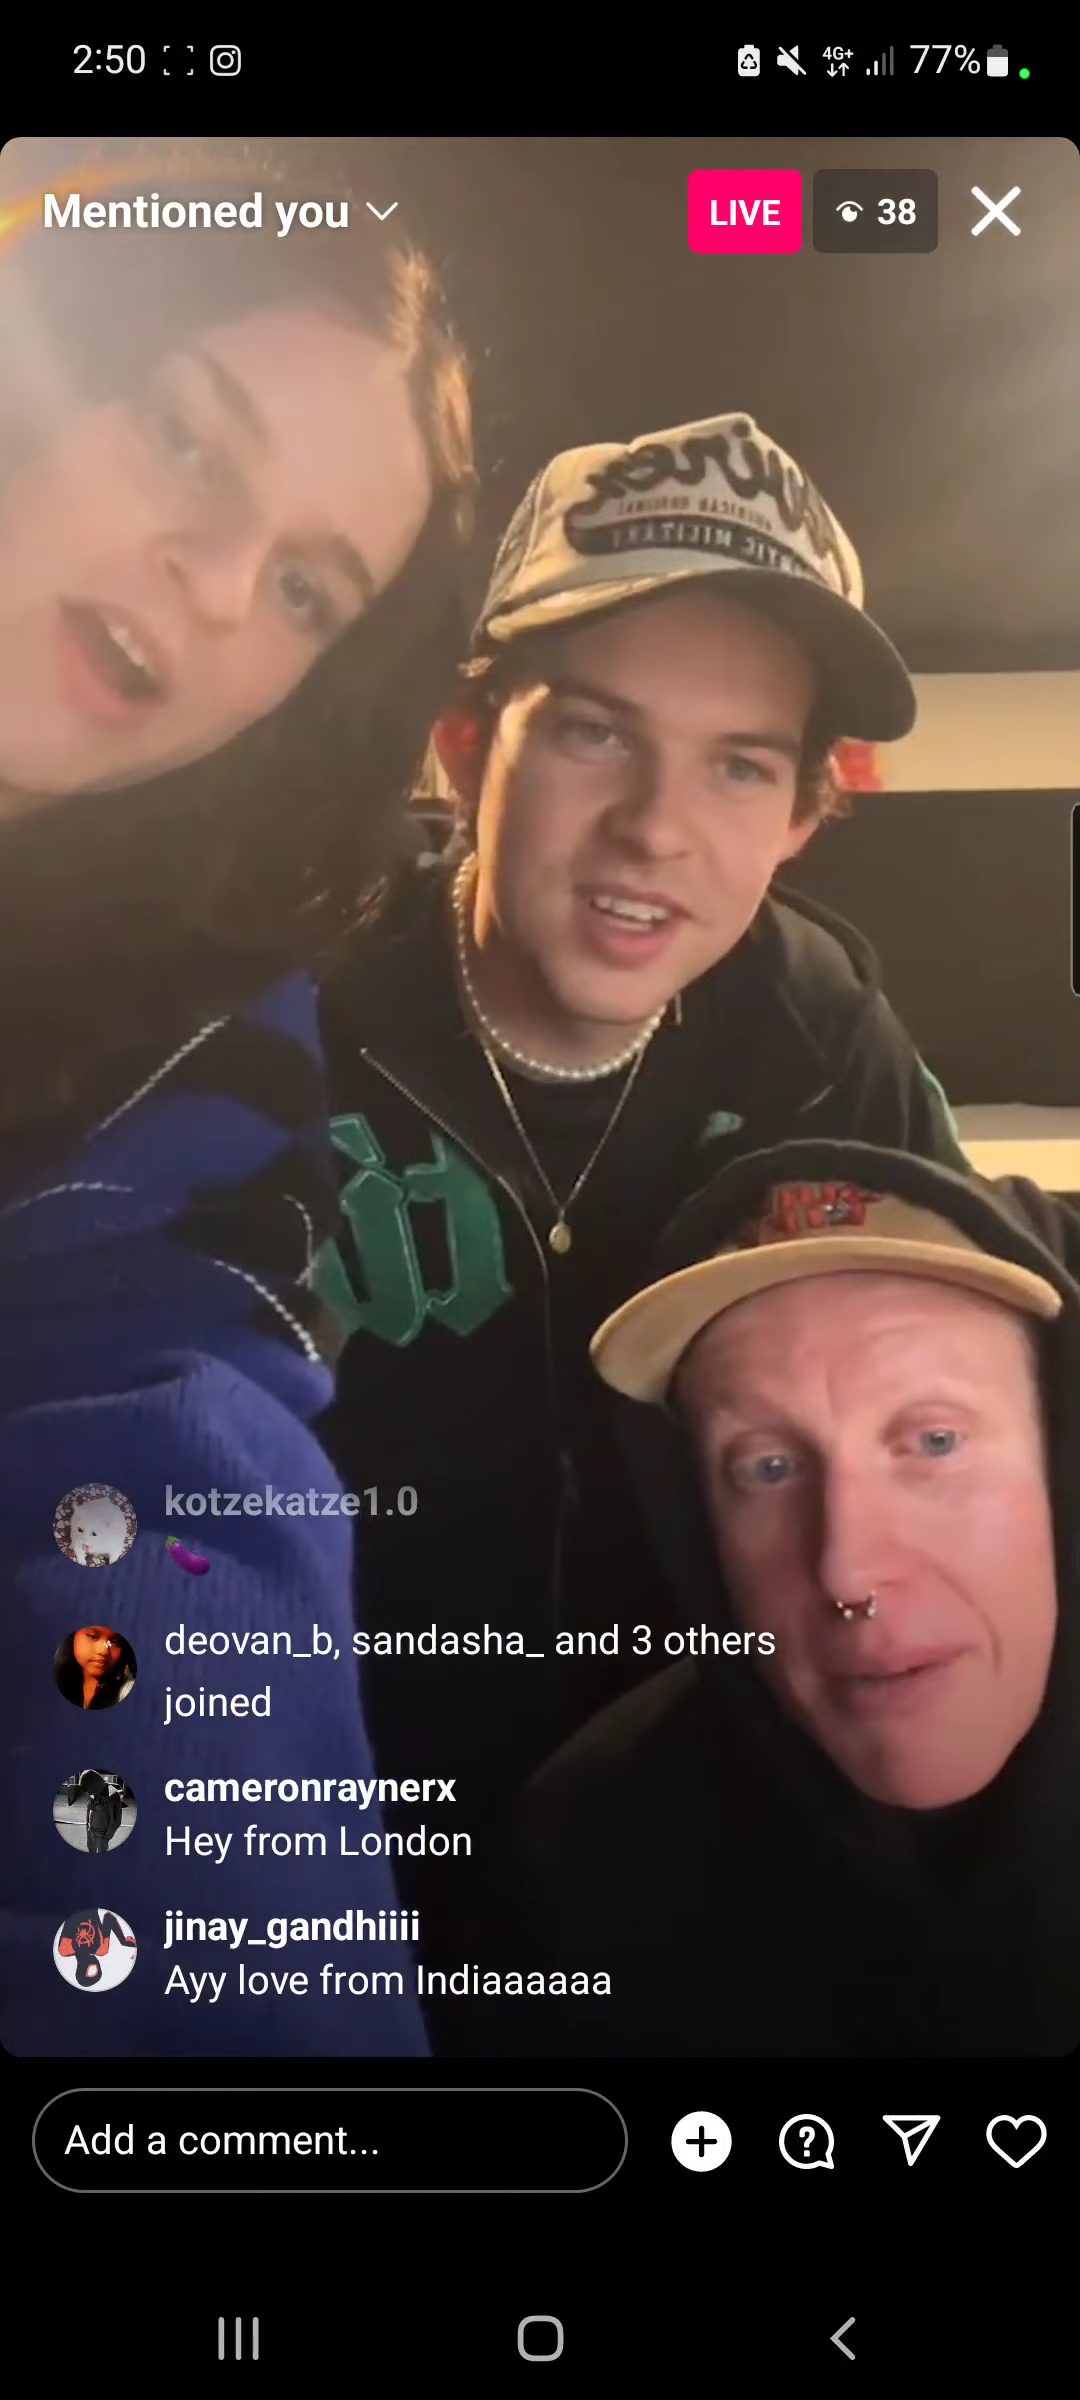 2:50
4G+
77%
Mentioned you
LIVE
38
kotzekatze1.0
🍆
deovan_b, sandasha_ and 3 others
joined
cameronraynerx
Hey from London
jinay_gandhiiii
Ayy love from Indiaaaaaa
Add a comment...